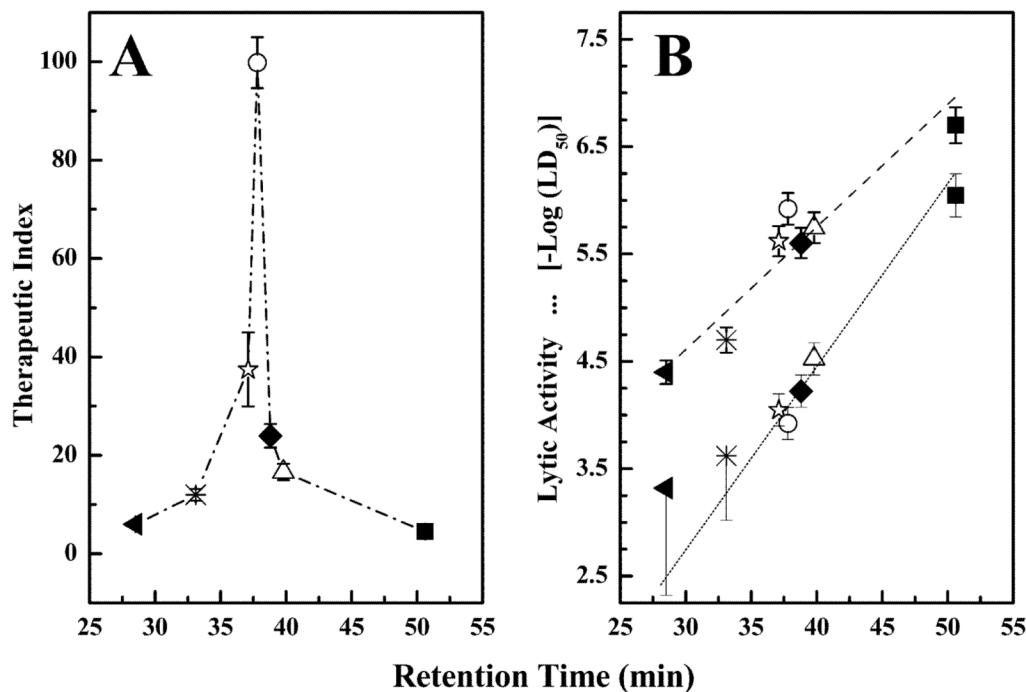 A
B
Therapeutic Index
100
80
60
40
20
0
25 30 35 40 45 50 55
Lytic Activity ... [-Log (LD50)]
7.5
6.5
5.5
4.5
3.5
2.5
25 30 35 40 45 50 55
Retention Time (min)